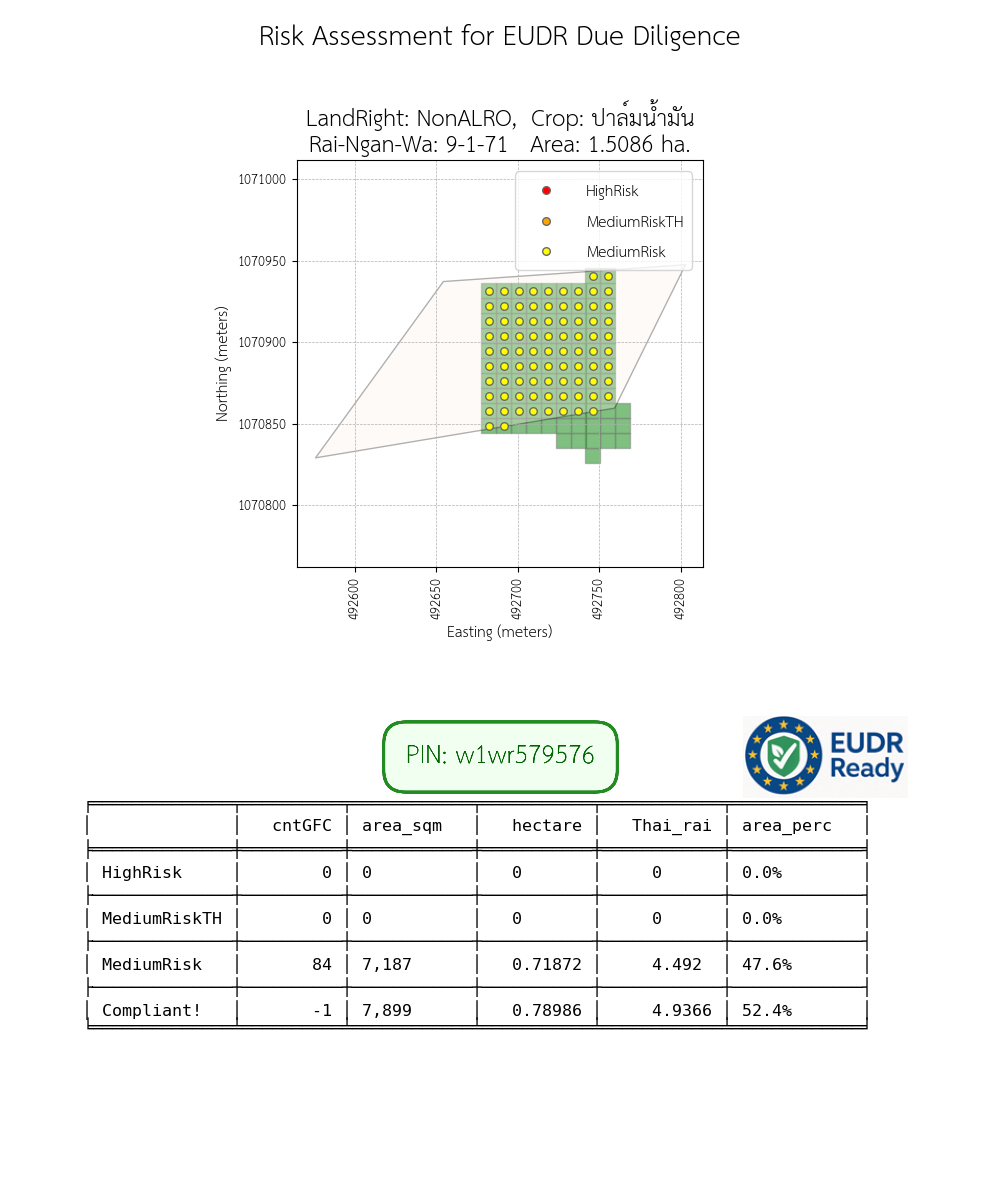 Risk Assessment for EUDR Due Diligence
LandRight: NonALRO, Crop: ปาล์มน้ำมัน
Rai-Ngan-Wa: 9-1-71 Area: 1.5086 ha.
HighRisk
MediumRiskTH
MediumRisk
1071000
1070950
1070900
1070850
1070800
Northing (meters)
492600
492650
492700
492750
492800
Easting (meters)
PIN: w1wr579576
EUDR
Ready
cntGFC area_sqm hectare Thai_rai area_perc
HighRisk 0 0 0 0 0.0%
MediumRiskTH 0 0 0 0 0.0%
MediumRisk 84 7,187 0.71872 4.492 47.6%
Compliant! -1 7,899 0.78986 4.9366 52.4%